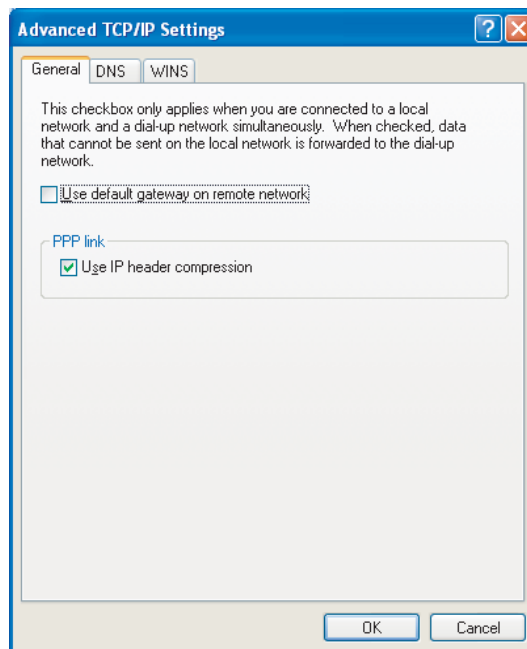 Advanced TCP/IP Settings
General DNS WINS
This checkbox only applies when you are connected to a local
network and a dial-up network simultaneously. When checked, data
that cannot be sent on the local network is forwarded to the dial-up
network.
Use default gateway on remote network
PPP link
Use IP header compression
OK Cancel